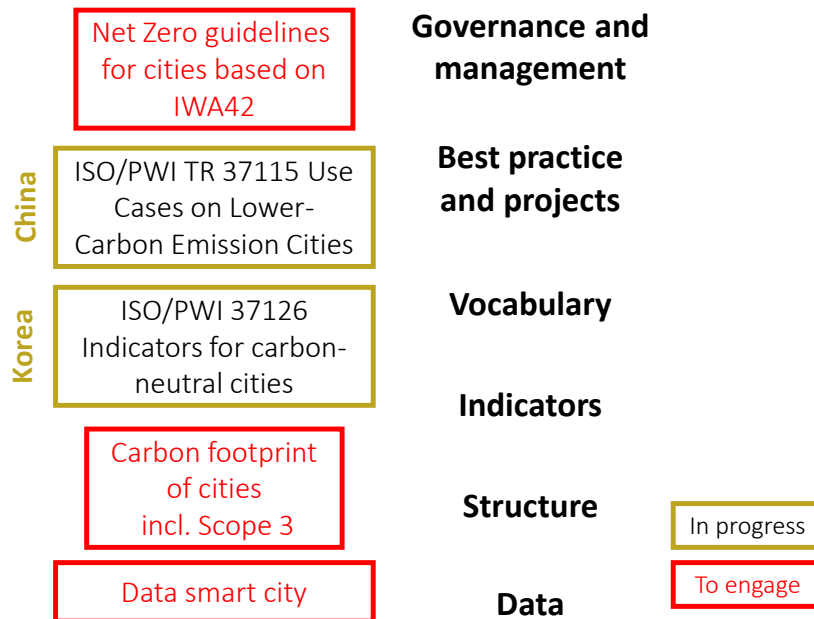 Net Zero guidelines
for cities based on
IWA42
Governance and
management
China
ISO/PWI TR 37115 Use
Cases on Lower-
Carbon Emission Cities
Best practice
and projects
Korea
ISO/PWI 37126
Indicators for carbon-
neutral cities
Vocabulary
Indicators
Carbon footprint
of cities
incl. Scope 3
Structure
In progress
Data smart city
Data
To engage